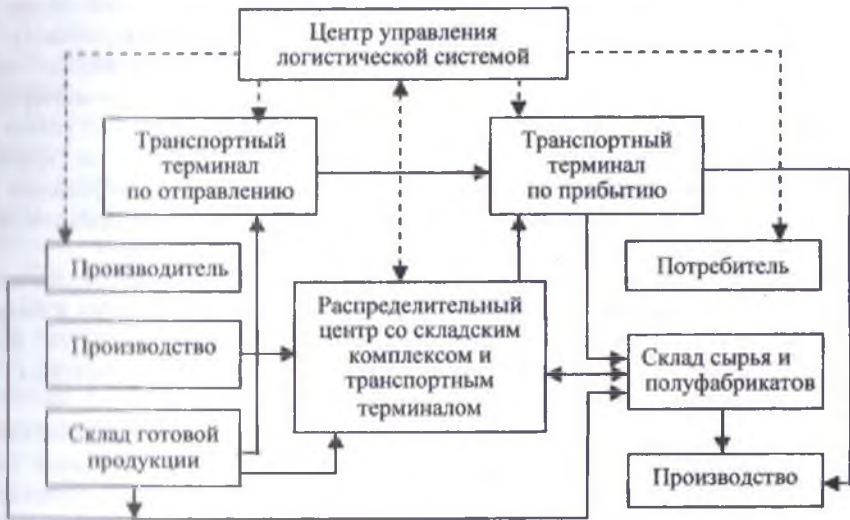 Центр управления
логистической системой
Транспортный
терминал
по отправлению
Транспортный
терминал
по прибытию
Производитель
Потребитель
Производство
Распределительный
центр со складским
комплексом и
транспортным
терминалом
Склад сырья и
полуфабрикатов
Склад готовой
продукции
Производство